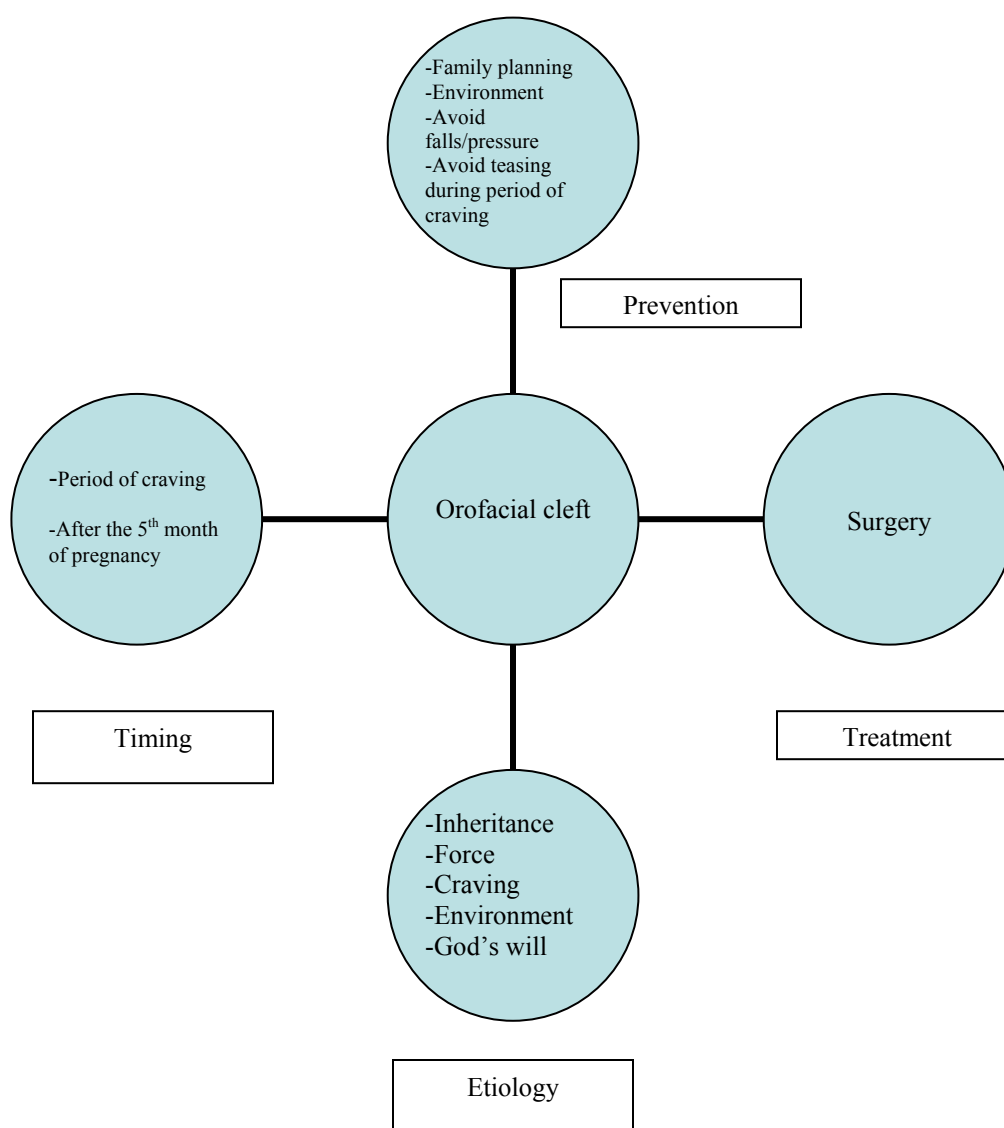 -Family planning
-Environment
-Avoid
falls/pressure
-Avoid teasing
during period of
craving
Prevention
-Period of craving
-After the 5th month
of pregnancy
Orofacial cleft
Surgery
Timing
Treatment
-Inheritance
-Force
-Craving
-Environment
-God’s will
Etiology